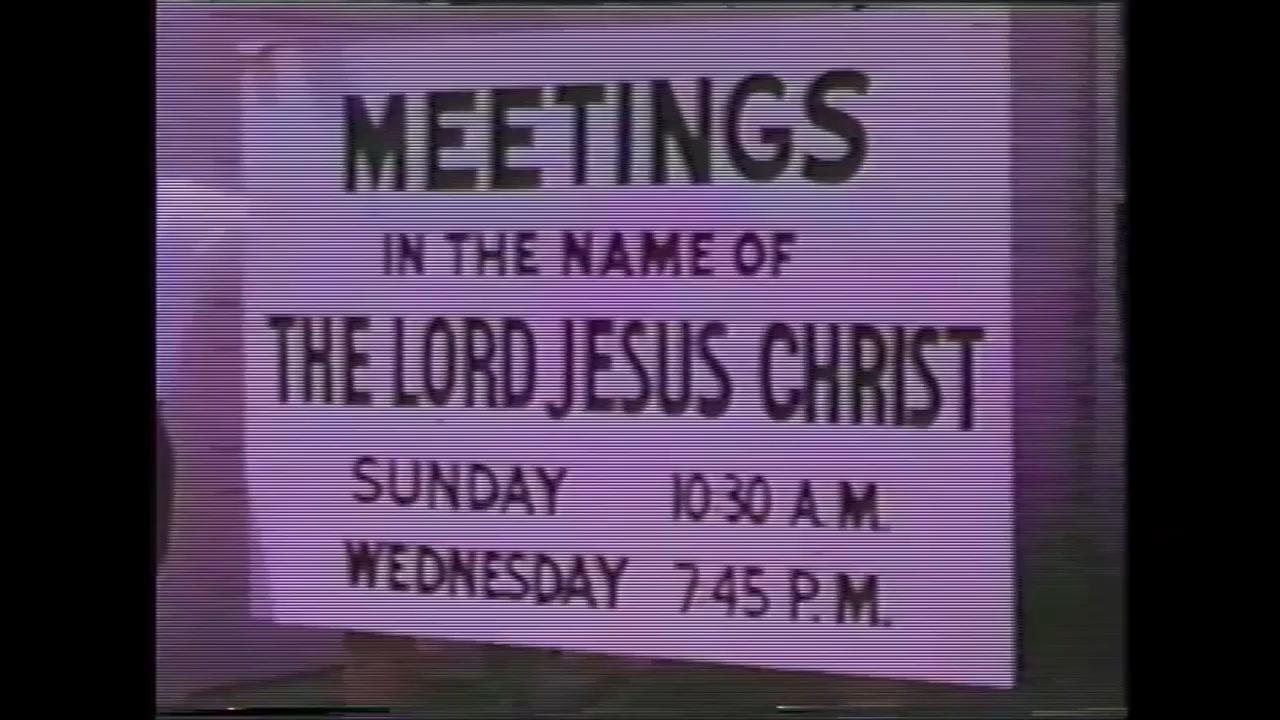 MEETINGS
IN THE NAME OF
THE LORD JESUS CHRIST
SUNDAY 10:30 A.M.
WEDNESDAY 7:45 P.M.